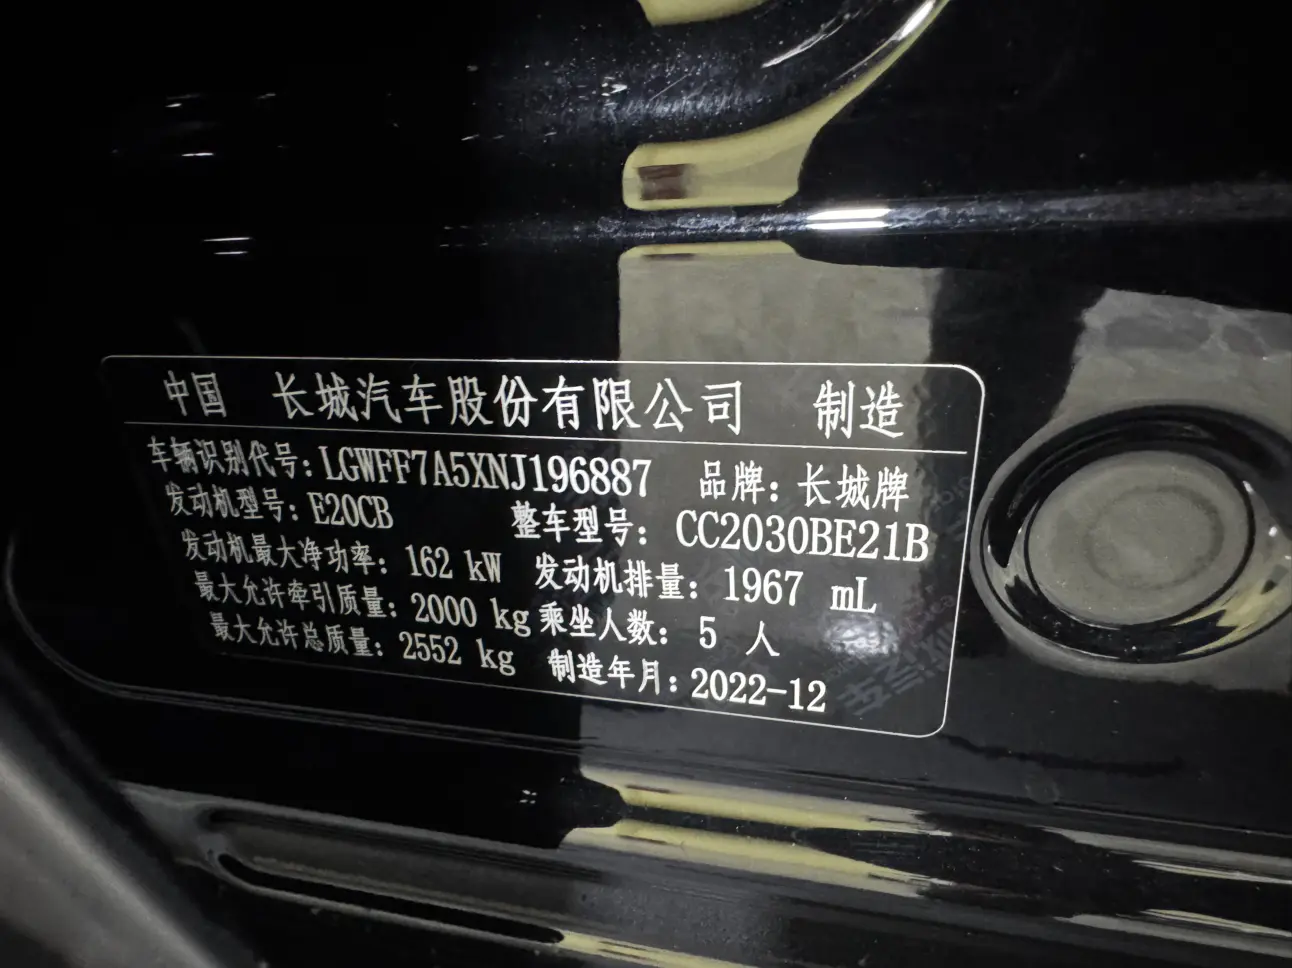 中国 长城汽车股份有限公司 制造
车辆识别代号：LGWFF7A5XNJ196887 品牌：长城牌
发动机型号：E20CB 整车型号：CC2030BE21B
发动机最大净功率：162 kW 发动机排量：1967 mL
最大允许牵引质量：2000 kg 乘坐人数：5 人
最大允许总质量：2552 kg 制造年月：2022-12